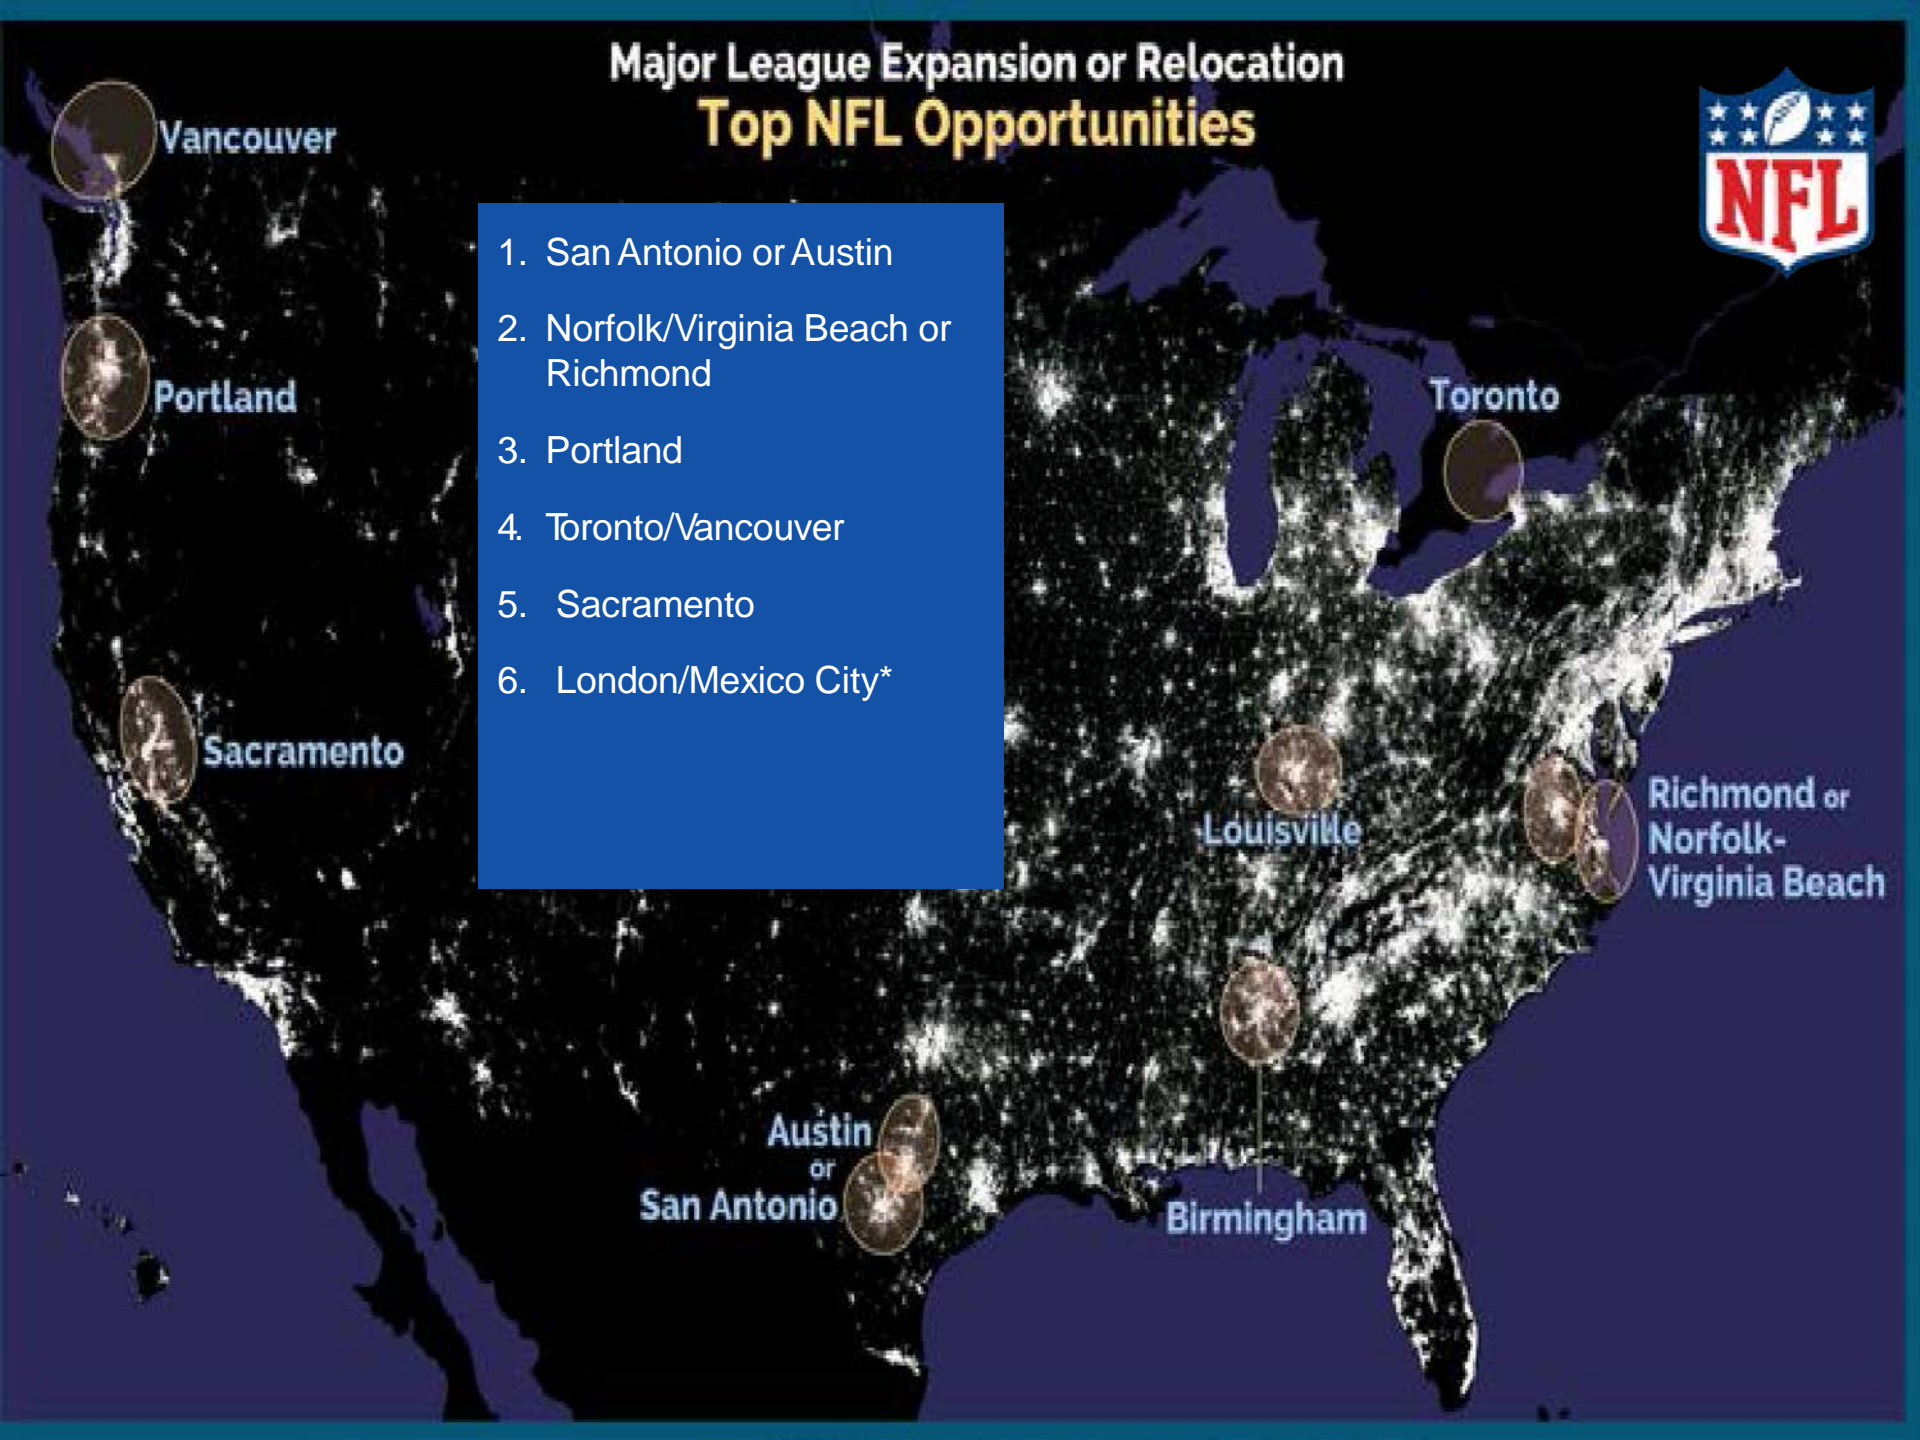 Major League Expansion or Relocation
Top NFL Opportunities
NFL
Vancouver
1. San Antonio or Austin
2. Norfolk/Virginia Beach or
Richmond
3. Portland
4. Toronto/Vancouver
5. Sacramento
6. London/Mexico City*
Portland
Toronto
Sacramento
Louisville
Richmond or
Norfolk-
Virginia Beach
Austin
or
San Antonio
Birmingham